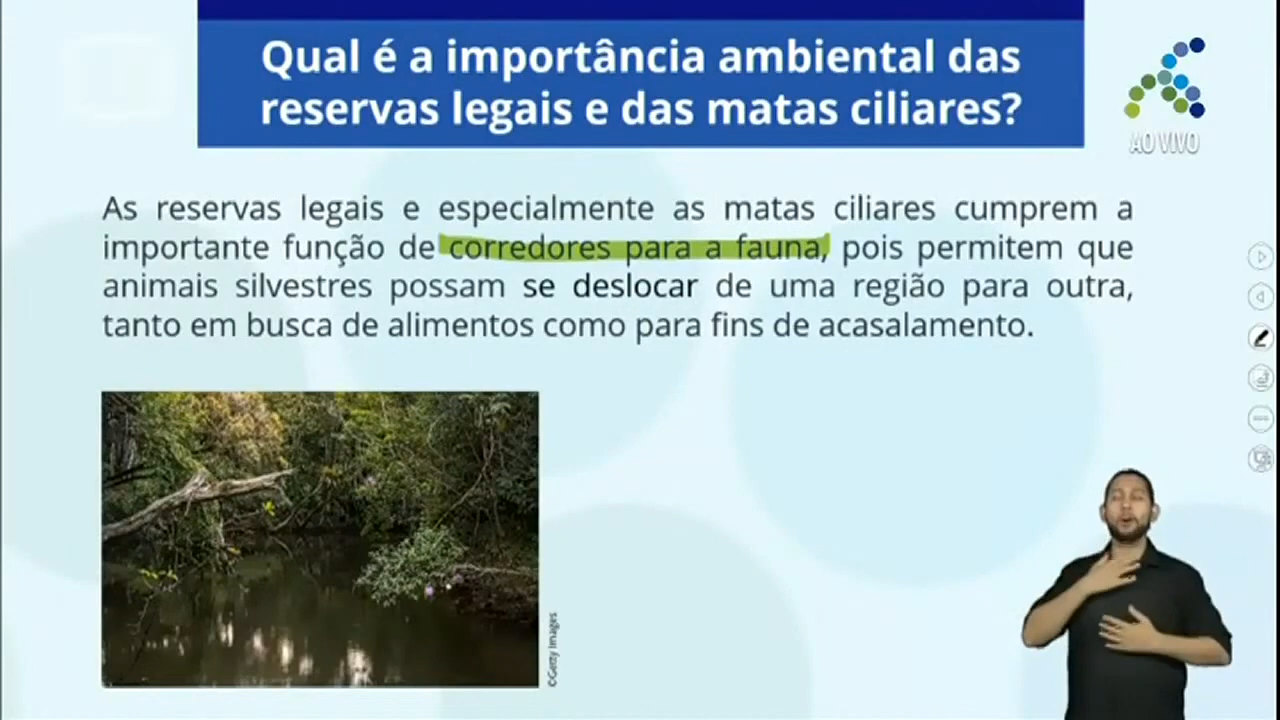 Qual é a importância ambiental das
reservas legais e das matas ciliares?
AO VIVO
As reservas legais e especialmente as matas ciliares cumprem a
importante função de corredores para a fauna, pois permitem que
animais silvestres possam se deslocar de uma região para outra,
tanto em busca de alimentos como para fins de acasalamento.
©Getty Images